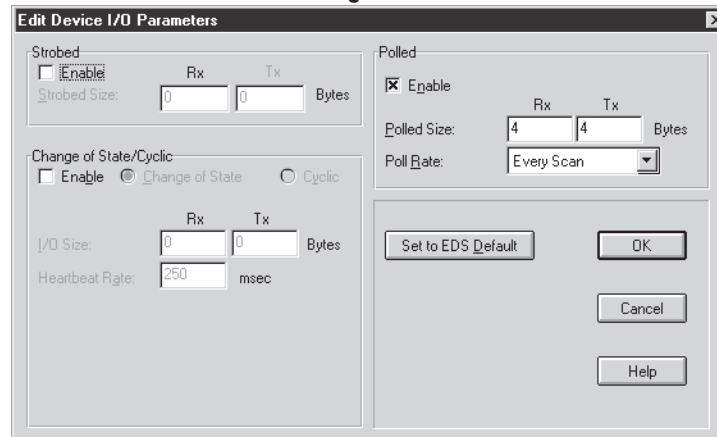 Edit Device I/O Parameters
Strobed
Enable
Rx Tx
Strobed Size: 0 0 Bytes
Change of State/Cyclic
Enable Change of State Cyclic
Rx Tx
I/O Size: 0 0 Bytes
Heartbeat Rate: 250 msec
Polled
Enable
Rx Tx
Polled Size: 4 4 Bytes
Poll Rate: Every Scan
Set to EDS Default
OK
Cancel
Help